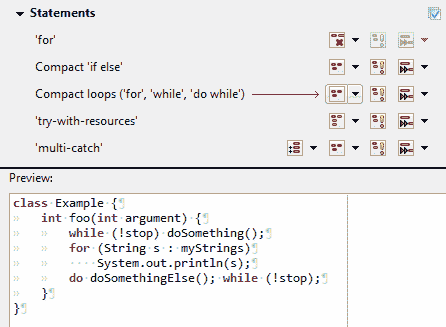 Statements
'for'
Compact 'if else'
Compact loops ('for', 'while', 'do while')
'try-with-resources'
'multi-catch'
Preview:
class Example {
int foo(int argument) {
while (!stop) doSomething();
for (String s : myStrings)
System.out.println(s);
do doSomethingElse(); while (!stop);
}
}